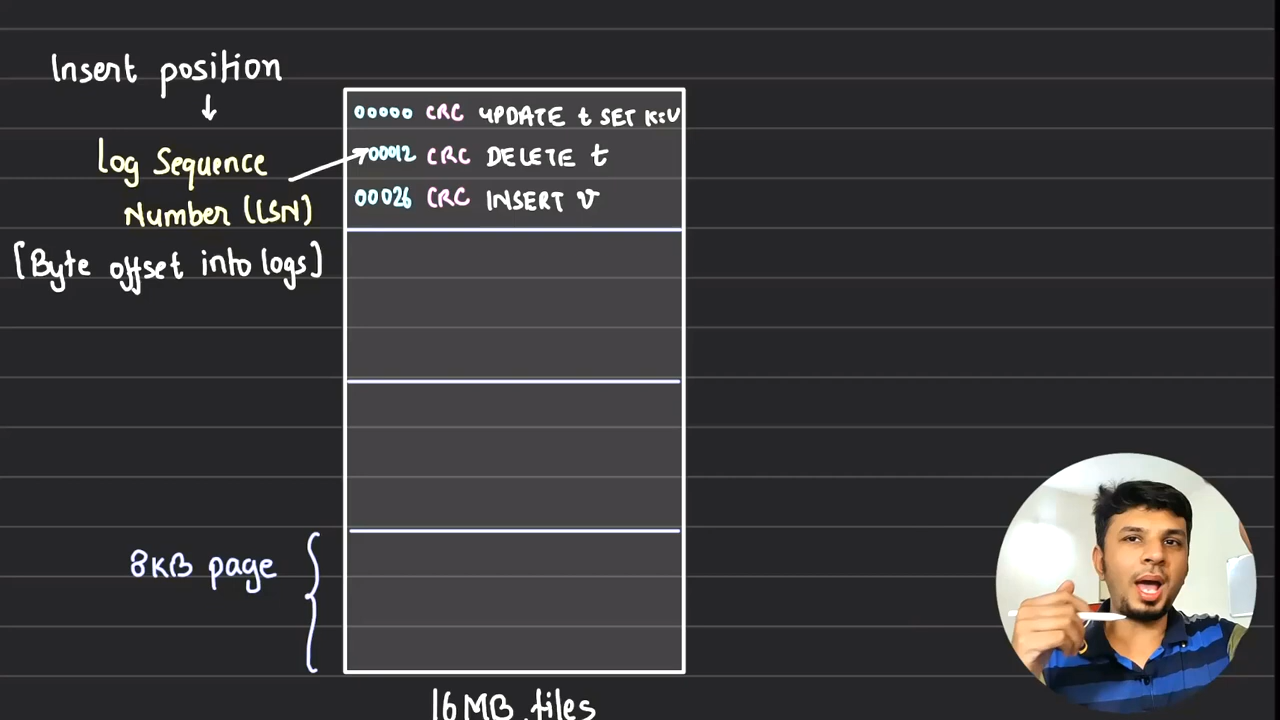 Insert position
Log Sequence
Number (LSN)
[Byte offset into logs]
00000 CRC UPDATE t SET K:V
00012 CRC DELETE t
00026 CRC INSERT v
8KB page
16MB files